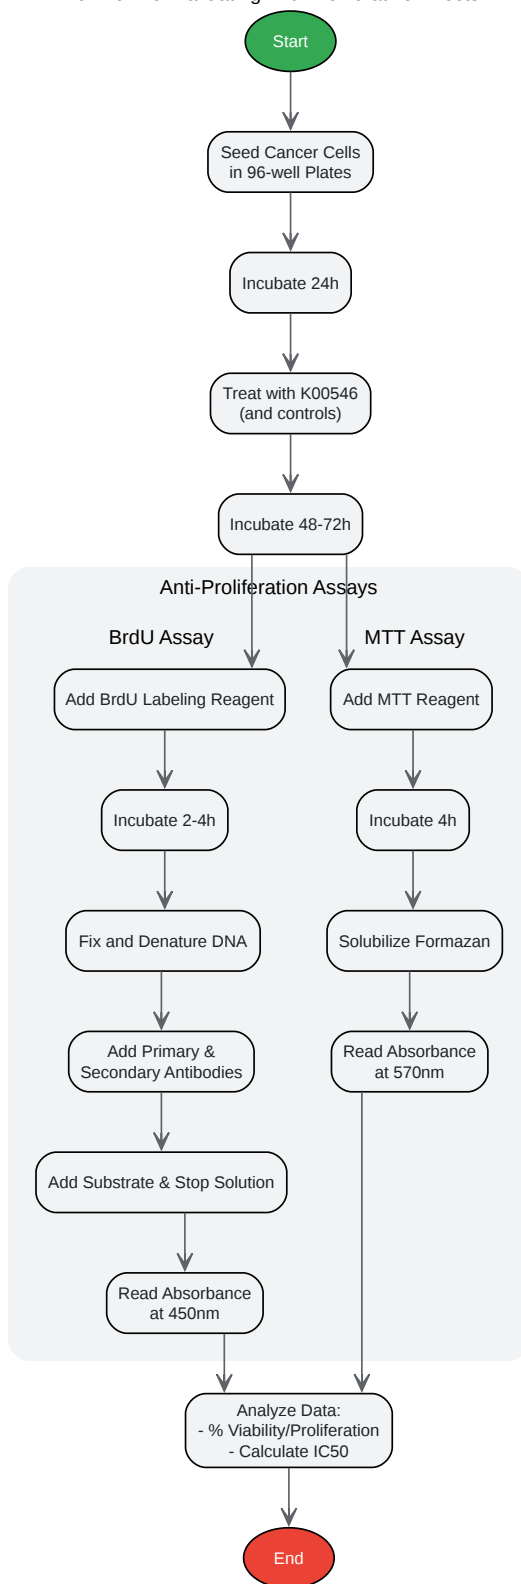 Start
Seed Cancer Cells
in 96-well Plates
Incubate 24h
Treat with K00546
(and controls)
Incubate 48-72h
Anti-Proliferation Assays
BrdU Assay
MTT Assay
Add BrdU Labeling Reagent
Add MTT Reagent
Incubate 2-4h
Incubate 4h
Fix and Denature DNA
Solubilize Formazan
Add Primary &
Secondary Antibodies
Read Absorbance
at 570nm
Add Substrate & Stop Solution
Read Absorbance
at 450nm
Analyze Data:
- % Viability/Proliferation
- Calculate IC50
End